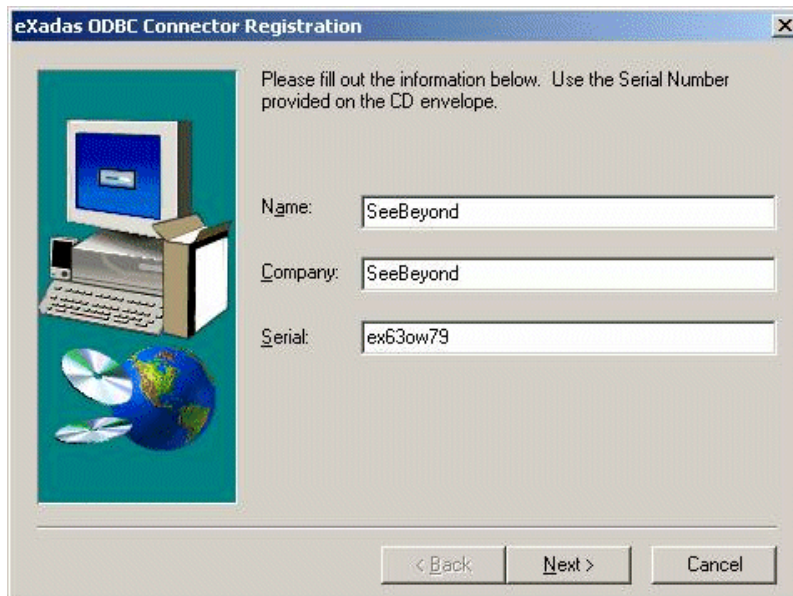 eXadas ODBC Connector Registration
Please fill out the information below. Use the Serial Number
provided on the CD envelope.
Name: SeeBeyond
Company: SeeBeyond
Serial: ex63ow79
< Back Next > Cancel